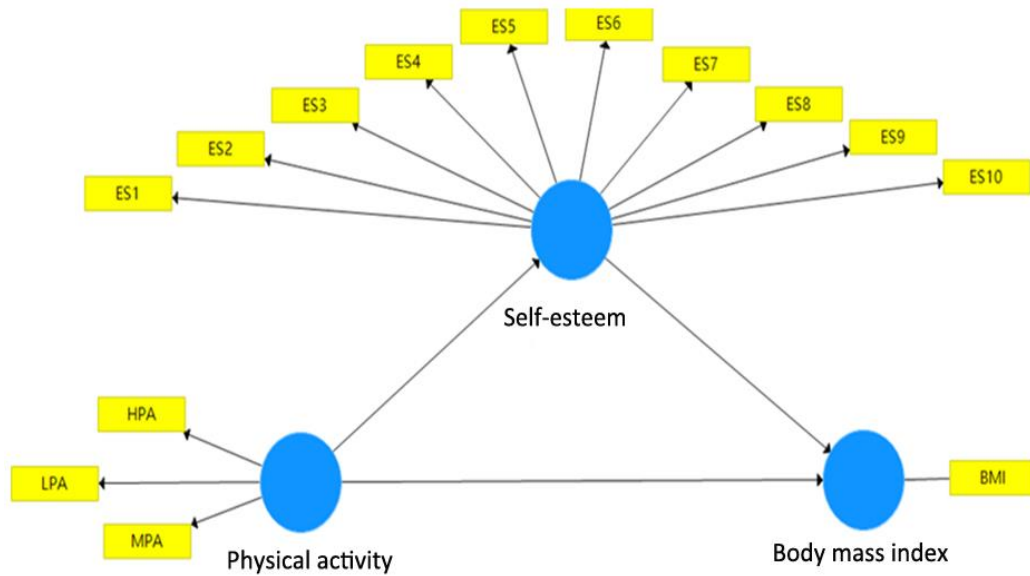 ES5
ES6
ES4
ES7
ES3
ES8
ES2
ES9
ES1
ES10
Self-esteem
HPA
LPA
BMI
MPA
Physical activity
Body mass index